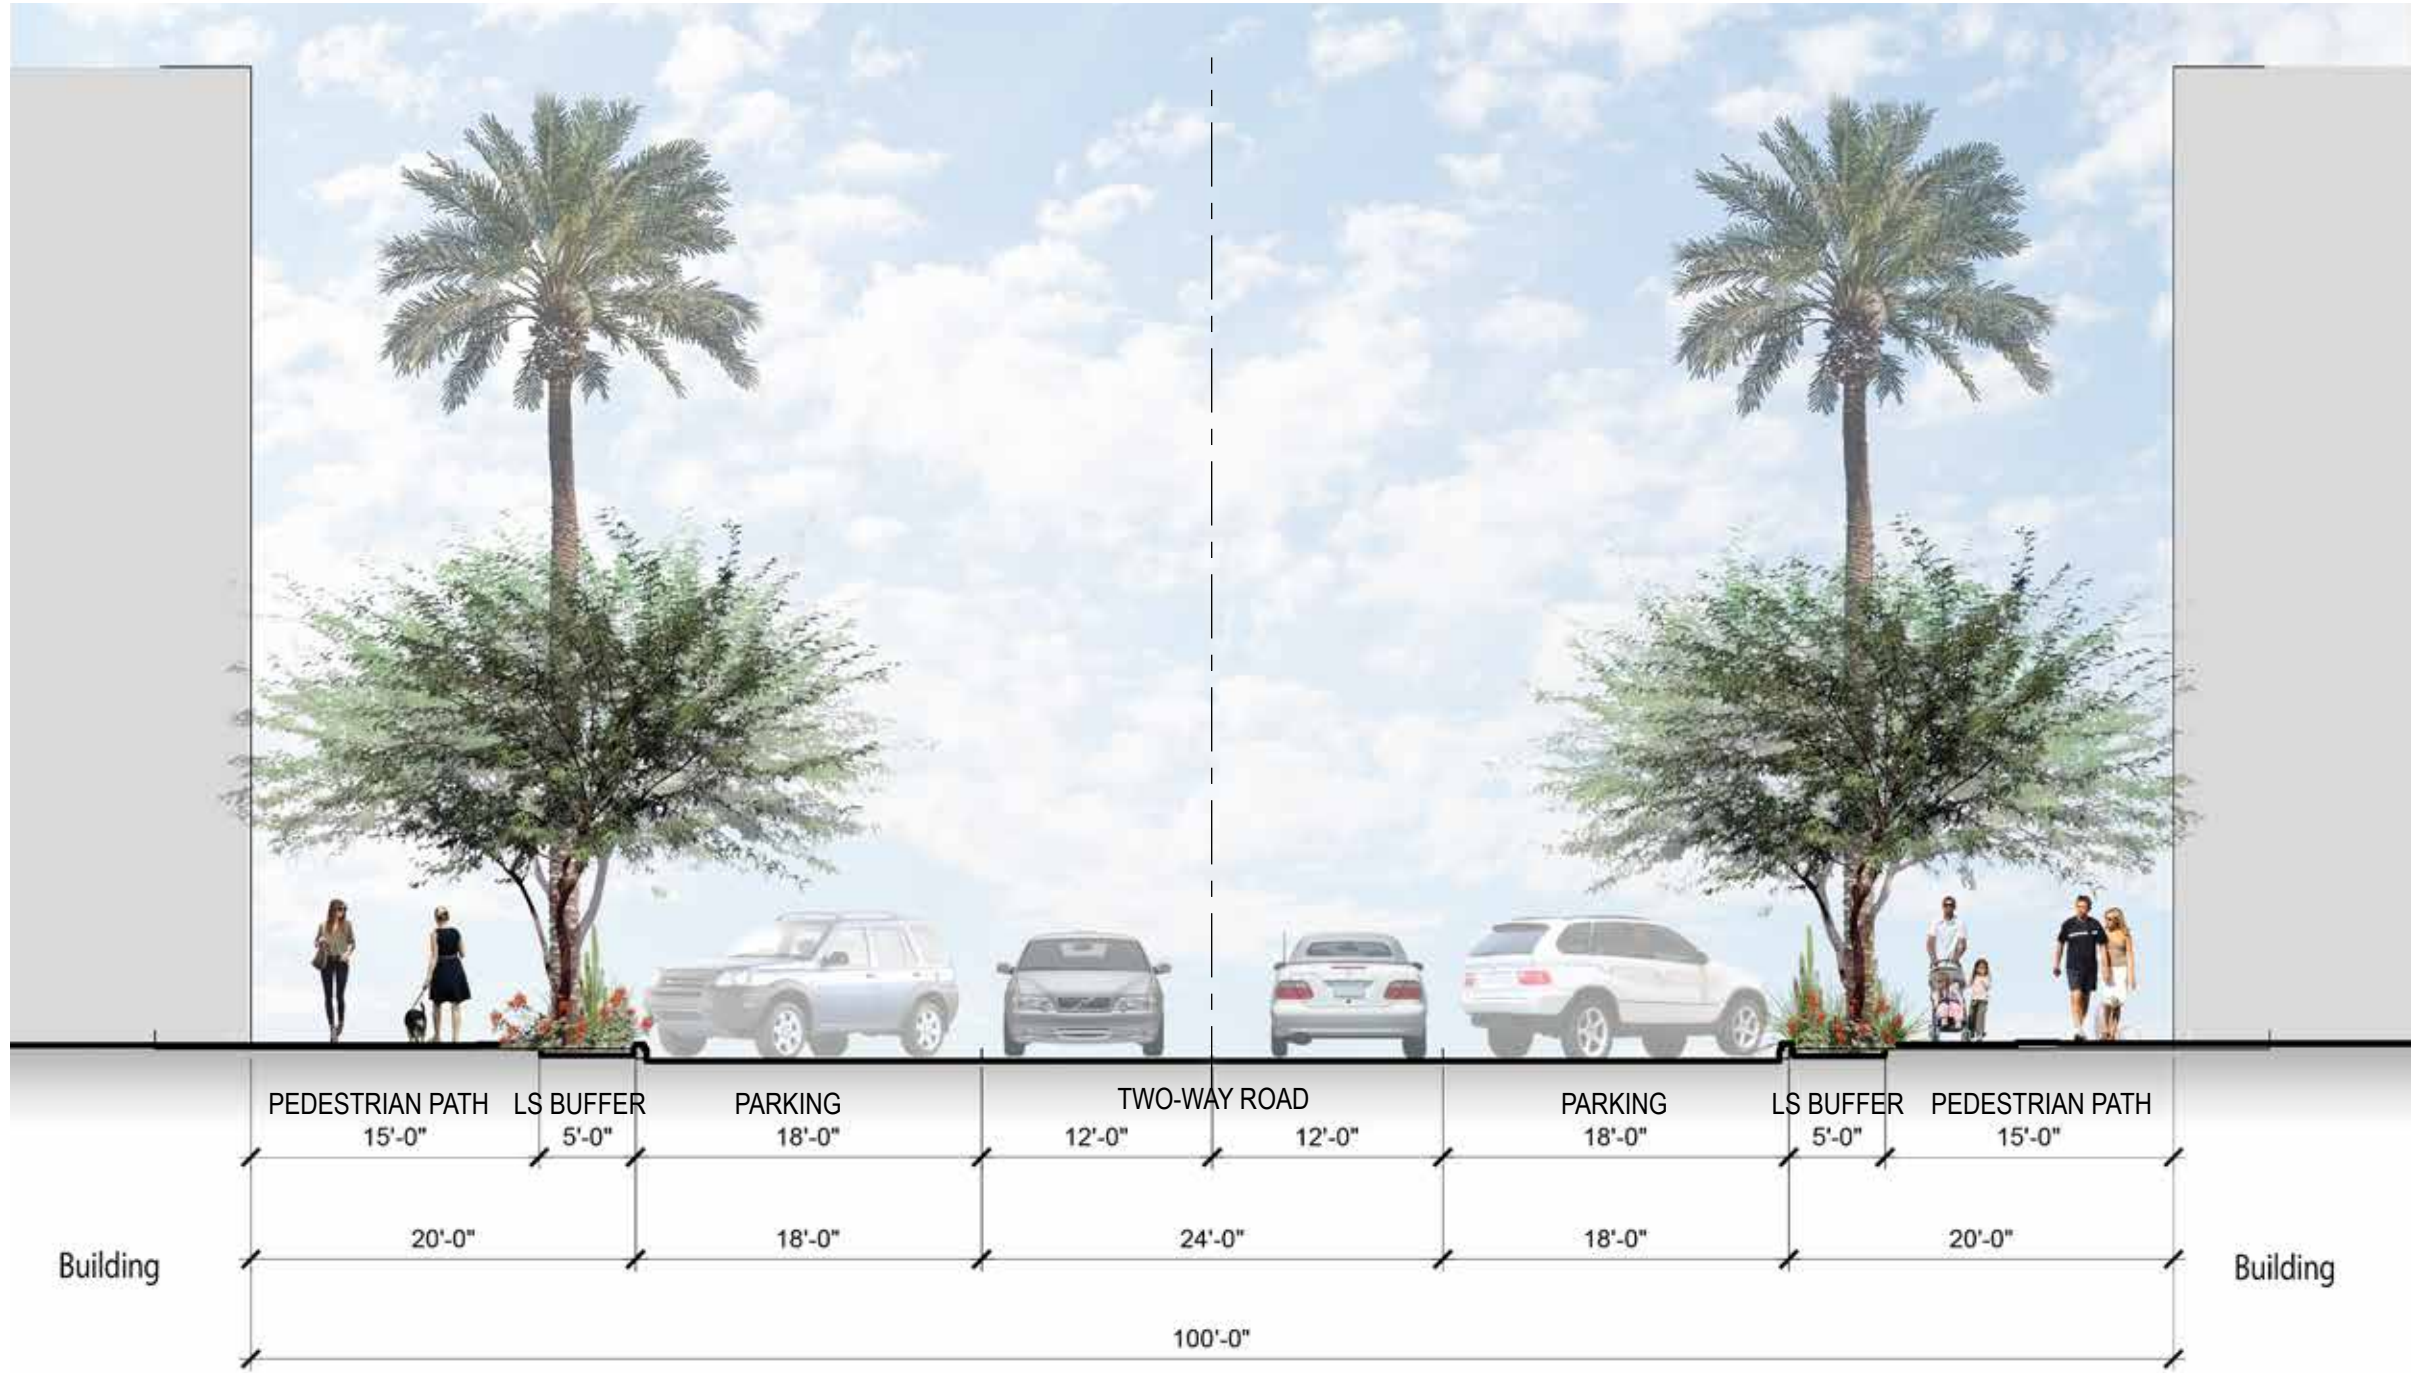 PEDESTRIAN PATH LS BUFFER PARKING TWO-WAY ROAD PARKING LS BUFFER PEDESTRIAN PATH
15'-0" 5'-0" 18'-0" 12'-0" 12'-0" 18'-0" 5'-0" 15'-0"
20'-0" 18'-0" 24'-0" 18'-0" 20'-0"
Building Building
100'-0"